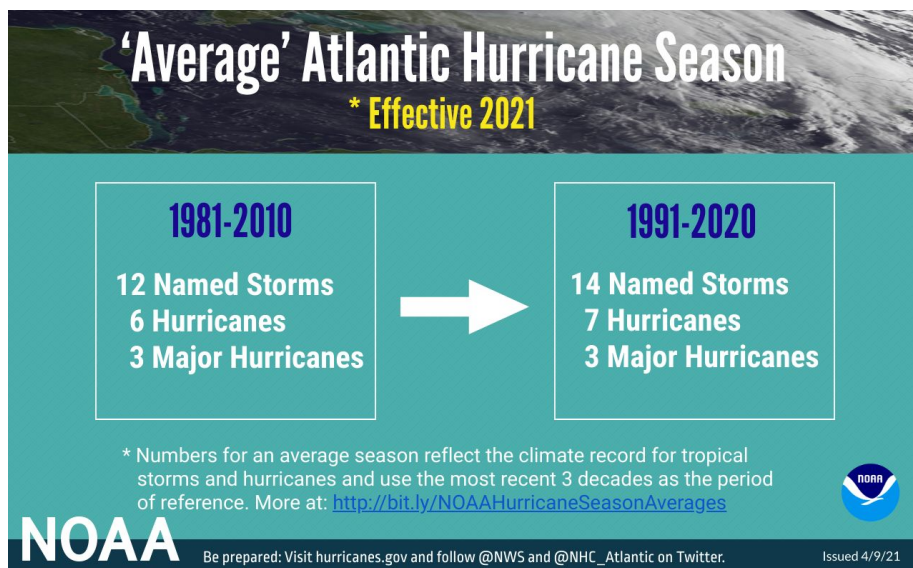 ‘Average’ Atlantic Hurricane Season
* Effective 2021
1981-2010
12 Named Storms
6 Hurricanes
3 Major Hurricanes
1991-2020
14 Named Storms
7 Hurricanes
3 Major Hurricanes
* Numbers for an average season reflect the climate record for tropical
storms and hurricanes and use the most recent 3 decades as the period
of reference. More at: http://bit.ly/NOAAHurricaneSeasonAverages
NOAA
NOAA
Be prepared: Visit hurricanes.gov and follow @NWS and @NHC_Atlantic on Twitter.
Issued 4/9/21